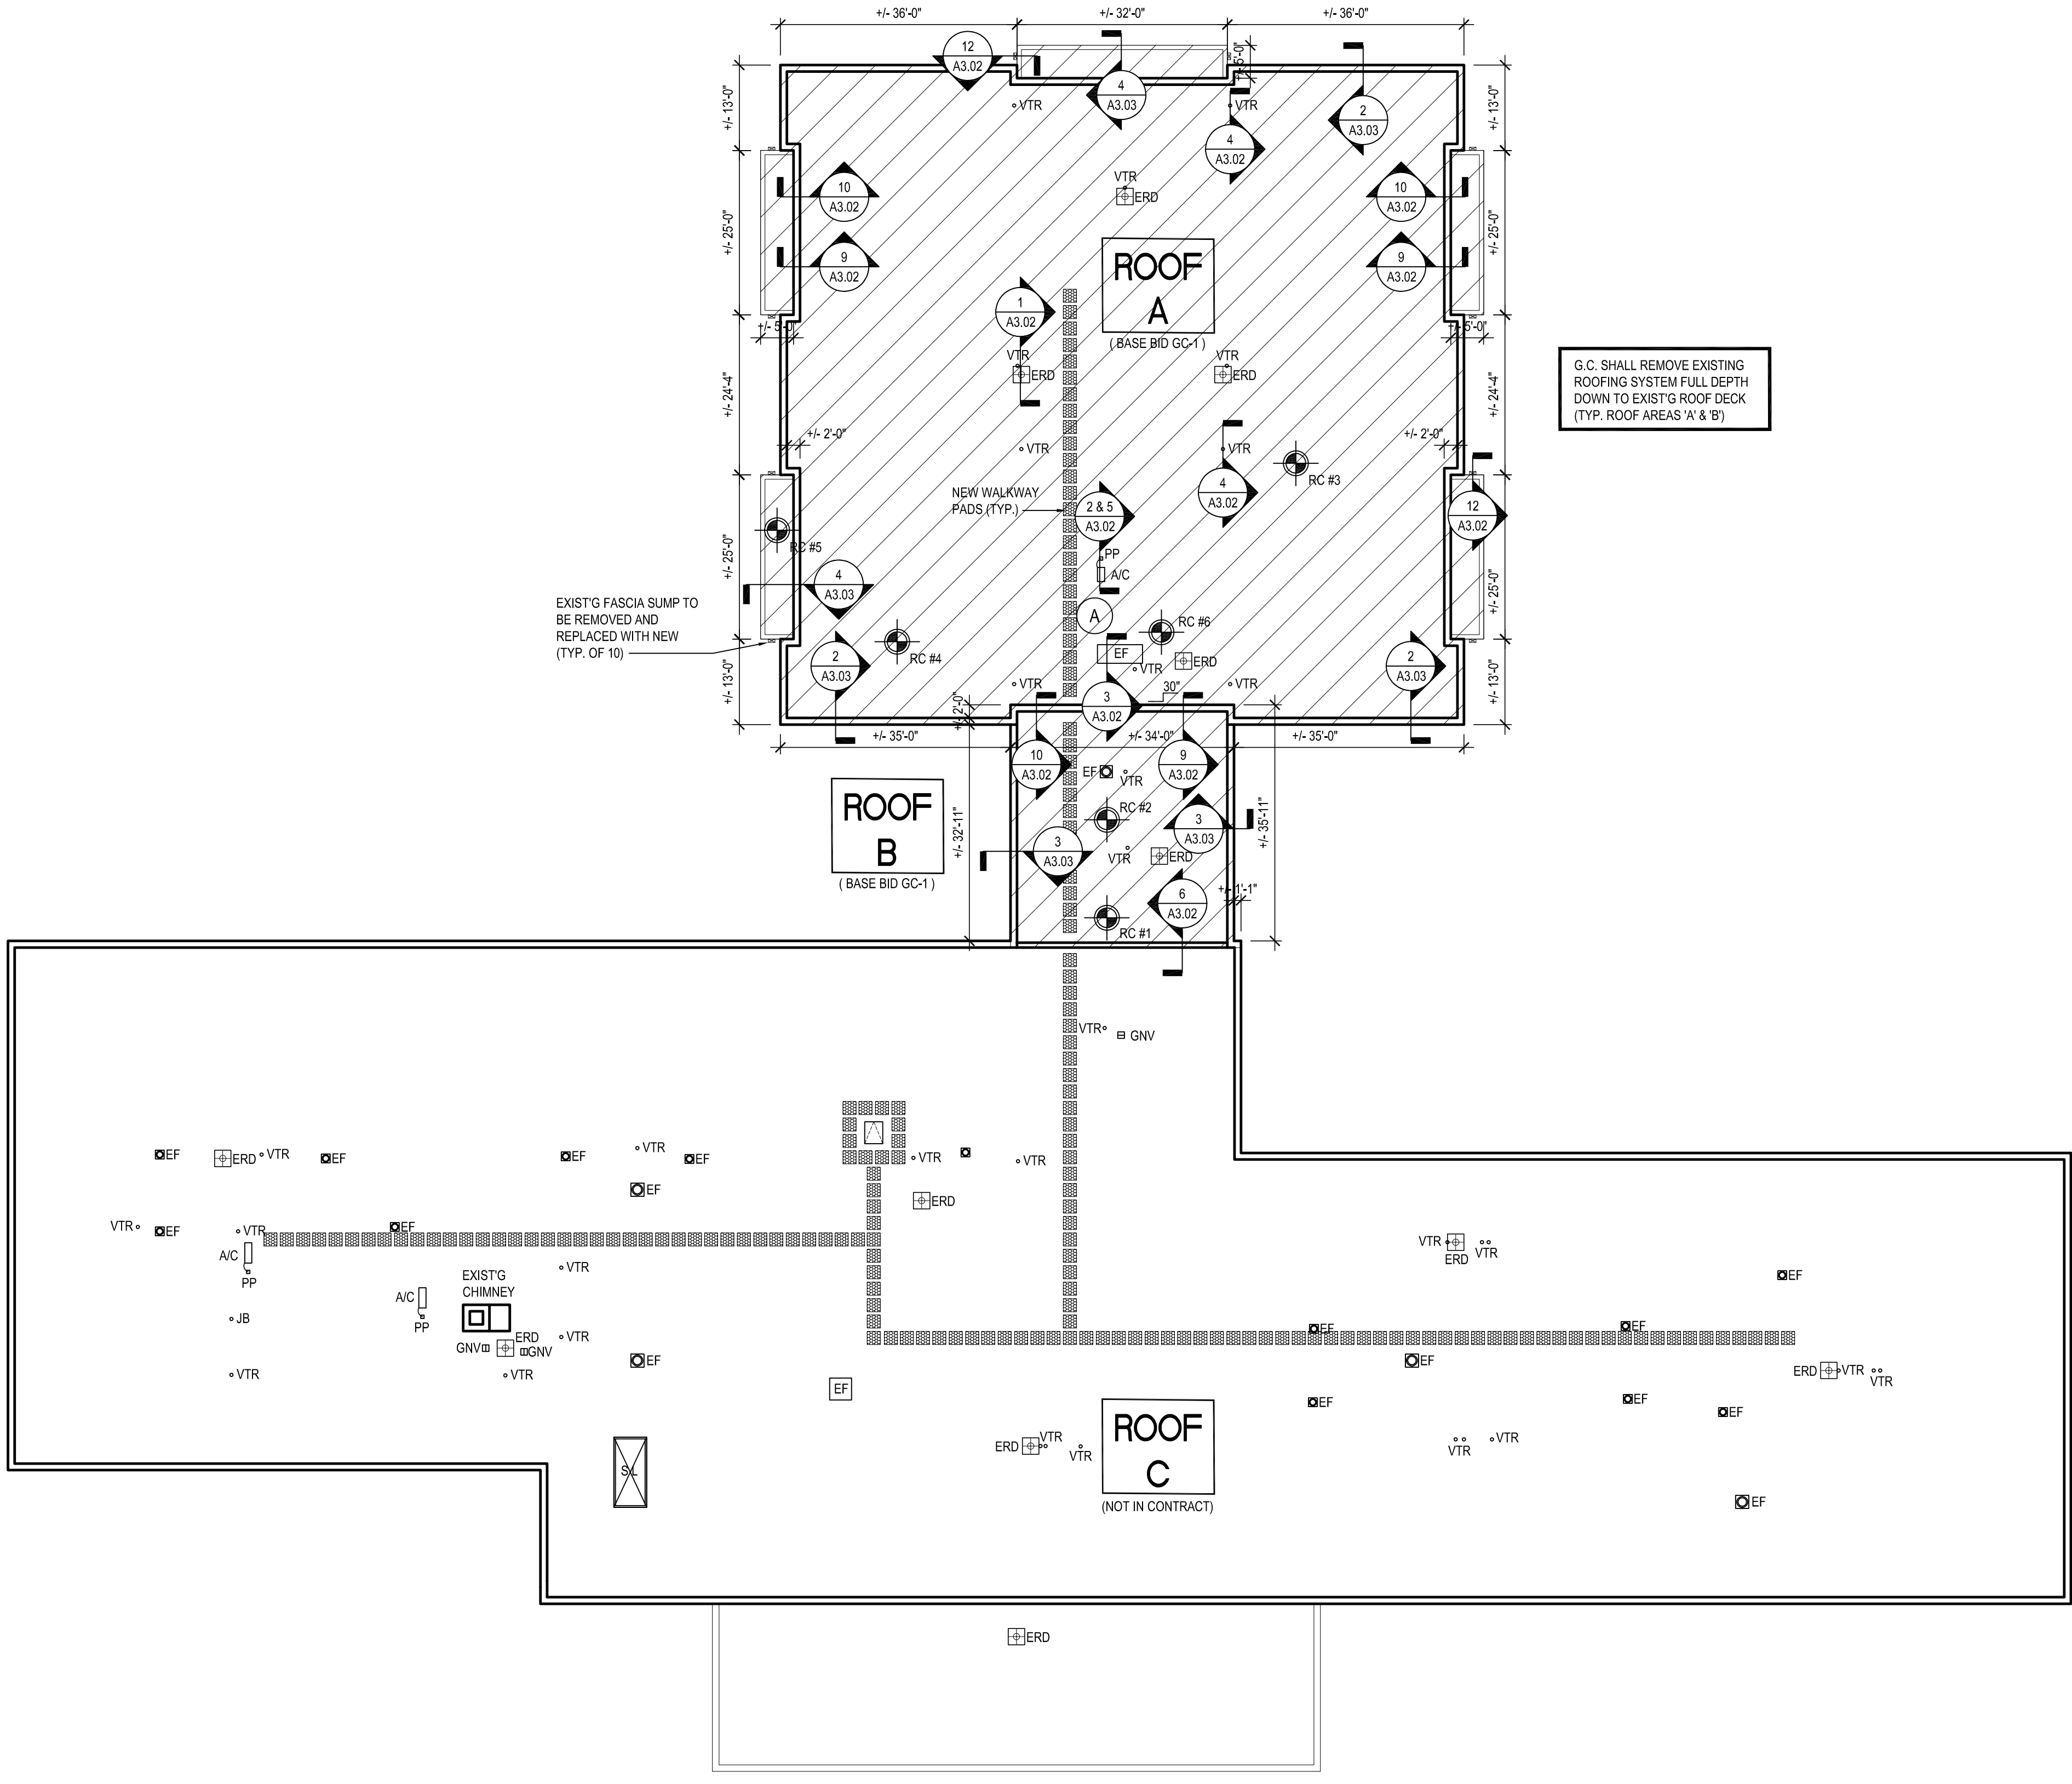 +/- 36'-0"
+/- 32'-0"
+/- 36'-0"
12
A3.02
4
A3.03
+/- 5'-0"
2
A3.03
VTR
VTR
4
A3.02
+/- 13'-0"
+/- 13'-0"
10
A3.02
VTR
ERD
10
A3.02
+/- 25'-0"
+/- 25'-0"
9
A3.02
ROOF
A
( BASE BID GC-1 )
9
A3.02
1
A3.02
+/- 5'-0"
+/- 5'-0"
VTR
ERD
VTR
ERD
G.C. SHALL REMOVE EXISTING
ROOFING SYSTEM FULL DEPTH
DOWN TO EXIST'G ROOF DECK
(TYP. ROOF AREAS 'A' & 'B')
+/- 24'-4"
+/- 24'-4"
+/- 2'-0"
+/- 2'-0"
VTR
VTR
RC #3
NEW WALKWAY
PADS (TYP.)
4
A3.02
2 & 5
A3.02
12
A3.02
RC #5
PP
A/C
+/- 25'-0"
+/- 25'-0"
4
A3.03
EXIST'G FASCIA SUMP TO
BE REMOVED AND
REPLACED WITH NEW
(TYP. OF 10)
A
RC #6
RC #4
EF
ERD
VTR
2
A3.03
2
A3.03
+/- 13'-0"
+/- 13'-0"
VTR
VTR
30"
3
A3.02
+/- 2'-0"
+/- 35'-0"
+/- 34'-0"
+/- 35'-0"
10
A3.02
9
A3.02
EF
VTR
ROOF
B
( BASE BID GC-1 )
RC #2
+/- 32'-11"
+/- 35'-11"
3
A3.03
3
A3.03
VTR
ERD
6
A3.02
+/- 1'-1"
RC #1
VTR
GNV
EF
ERD
VTR
EF
EF
VTR
EF
VTR
VTR
EF
ERD
VTR
EF
VTR
EF
A/C
PP
EXIST'G
CHIMNEY
VTR
A/C
PP
JB
GNV
ERD
GNV
VTR
VTR
VTR
EF
EF
S/L
VTR
ERD
VTR
EF
EF
EF
EF
ERD
VTR
VTR
EF
EF
EF
ROOF
C
(NOT IN CONTRACT)
ERD
VTR
VTR
VTR
VTR
EF
ERD